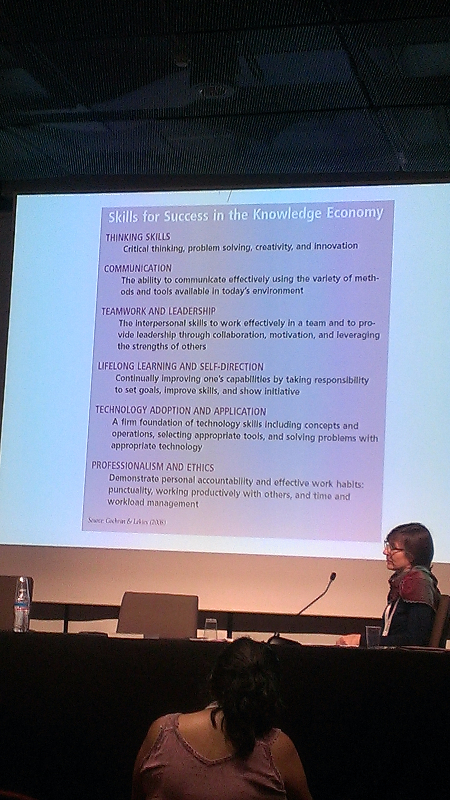 Skills for Success in the Knowledge Economy
THINKING SKILLS
Critical thinking, problem solving, creativity, and innovation
COMMUNICATION
The ability to communicate effectively using the variety of meth-
ods and tools available in today's environment
TEAMWORK AND LEADERSHIP
The interpersonal skills to work effectively in a team and to pro-
vide leadership through collaboration, motivation, and leveraging
the strengths of others
LIFELONG LEARNING AND SELF-DIRECTION
Continually improving one's capabilities by taking responsibility
to set goals, improve skills, and show initiative
TECHNOLOGY ADOPTION AND APPLICATION
A firm foundation of technology skills including concepts and
operations, selecting appropriate tools, and solving problems with
appropriate technology
PROFESSIONALISM AND ETHICS
Demonstrate personal accountability and effective work habits:
punctuality, working productively with others, and time and
workload management
Source: Cochran & (2008)